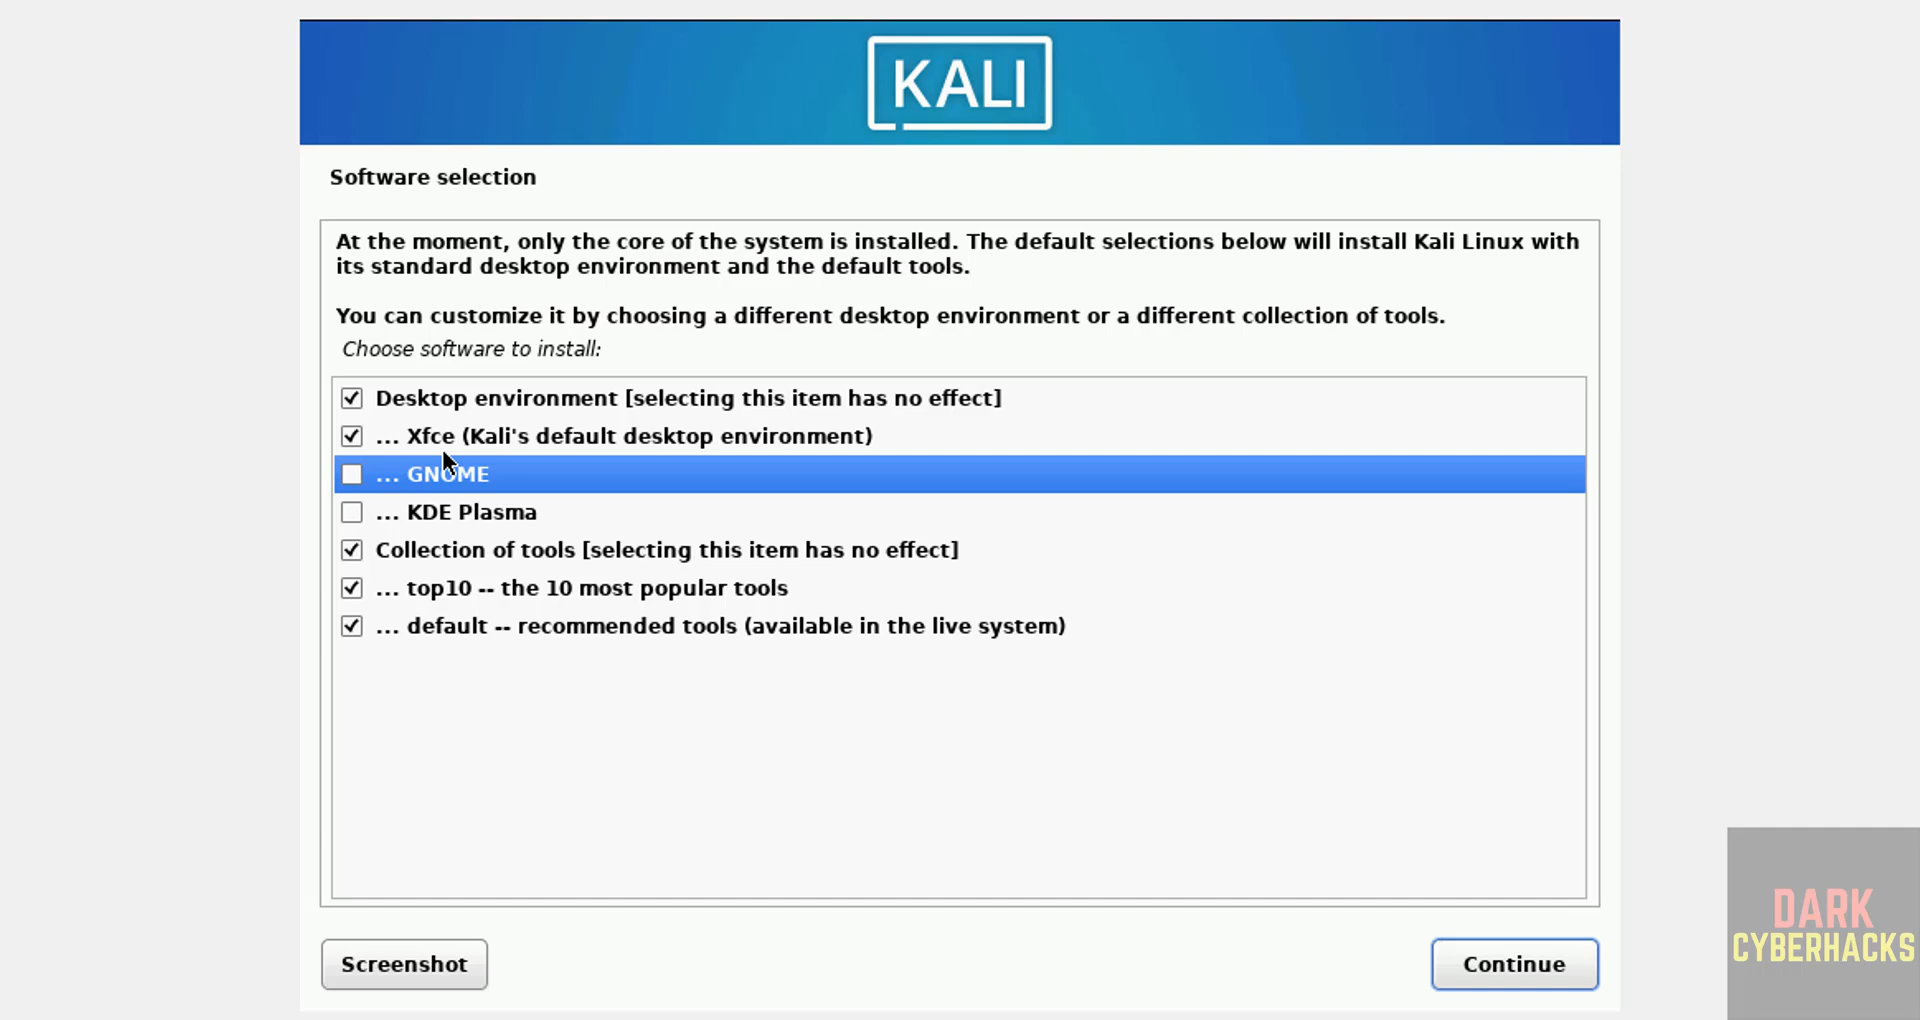 KALI
Software selection
At the moment, only the core of the system is installed. The default selections below will install Kali Linux with
its standard desktop environment and the default tools.
You can customize it by choosing a different desktop environment or a different collection of tools.
Choose software to install:
Desktop environment [selecting this item has no effect]
... Xfce (Kali's default desktop environment)
... GNOME
... KDE Plasma
Collection of tools [selecting this item has no effect]
... top10 -- the 10 most popular tools
... default -- recommended tools (available in the live system)
Screenshot
Continue
DARK
CYBERHACKS